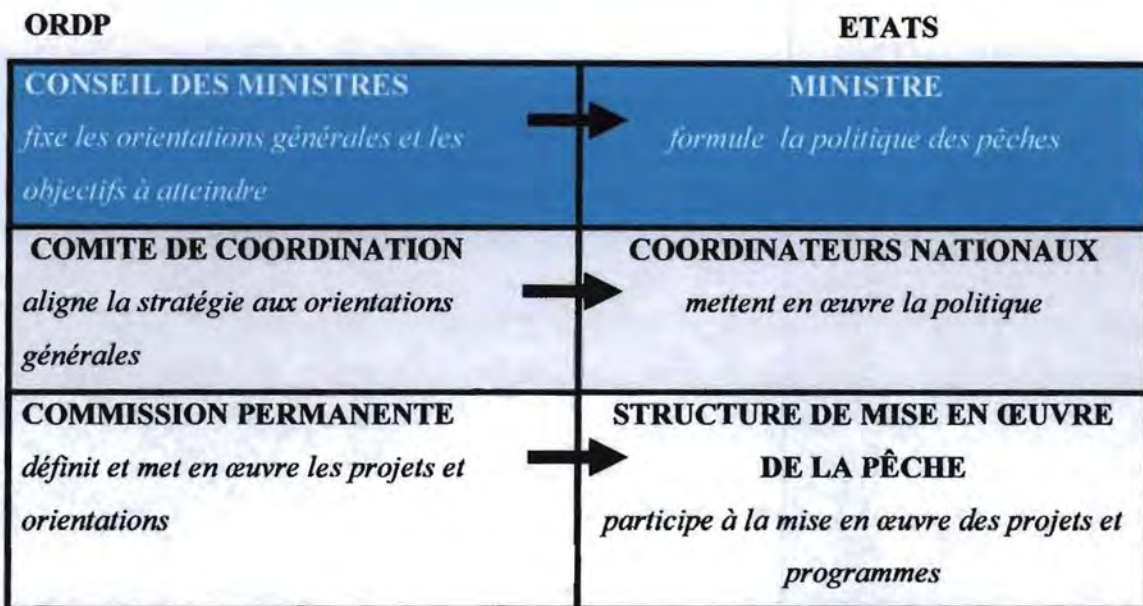 ORDP
ETATS
CONSEIL DES MINISTRES
fixe les orientations générales et les
objectifs à atteindre
MINISTRE
formule la politique des pêches
COMITE DE COORDINATION
aligne la stratégie aux orientations
générales
COORDINATEURS NATIONAUX
mettent en œuvre la politique
COMMISSION PERMANENTE
définit et met en œuvre les projets et
orientations
STRUCTURE DE MISE EN ŒUVRE
DE LA PÊCHE
participe à la mise en œuvre des projets et
programmes